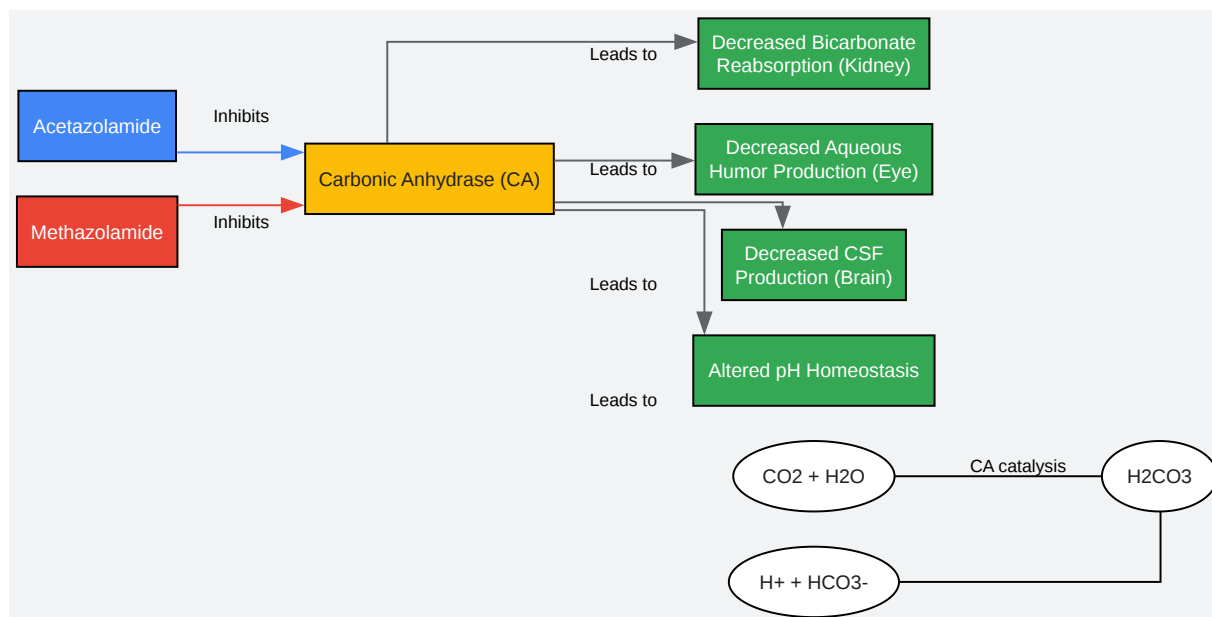 Decreased Bicarbonate
Reabsorption (Kidney)
Leads to
Acetazolamide
Inhibits
Decreased Aqueous
Humor Production (Eye)
Leads to
Carbonic Anhydrase (CA)
Methazolamide
Inhibits
Decreased CSF
Production (Brain)
Leads to
Altered pH Homeostasis
Leads to
CO2 + H2O
CA catalysis
H2CO3
H+ + HCO3-